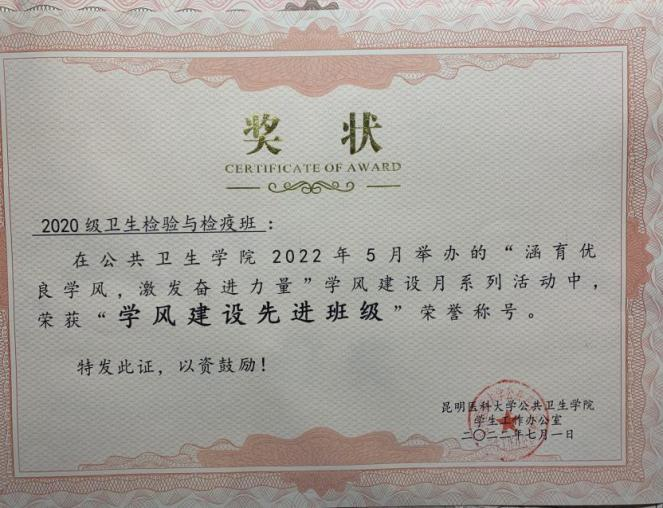 奖 状
CERTIFICATE OF AWARD
2020级卫生检验与检疫班：
在公共卫生学院2022年5月举办的“涵育优
良学风，激发奋进力量”学风建设月系列活动中，
荣获“学风建设先进班级”荣誉称号。
特发此证，以资鼓励！
昆明医科大学公共卫生学院
学生工作办公室
二〇二二年七月一日